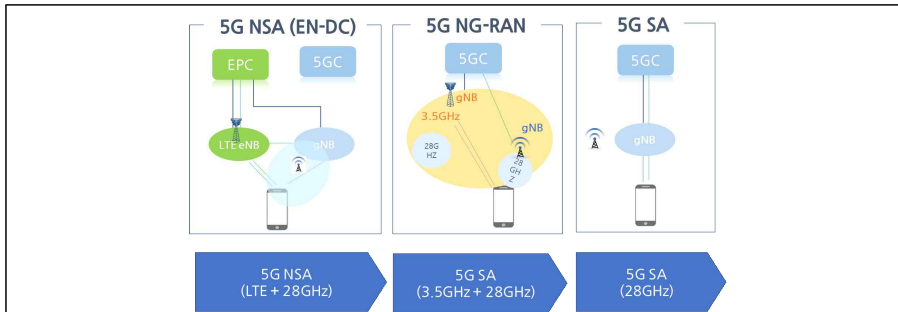 5G NSA (EN-DC)
EPC
5GC
LTE eNB
gNB
5G NG-RAN
5GC
gNB
3.5GHz
gNB
28G
HZ
28
GH
Z
5G SA
5GC
gNB
5G NSA
(LTE + 28GHz)
5G SA
(3.5GHz + 28GHz)
5G SA
(28GHz)